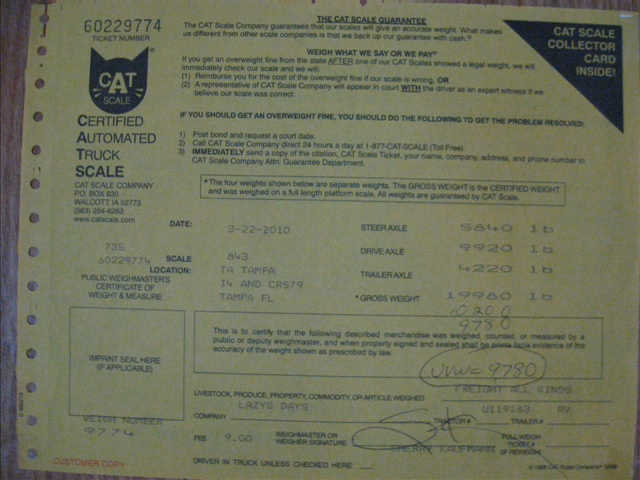 60229774
TICKET NUMBER
THE CAT SCALE GUARANTEE
The CAT Scale Company guarantees that our scales will give an accurate weight. What makes
us different from other scale companies is that we back up our guarantee with cash.
CAT SCALE
COLLECTOR
CARD
INSIDE!
WEIGH WHAT WE SAY OR WE PAY®
If you get an overweight fine from the state AFTER one of our CAT Scales showed a legal weight, we will
immediately check our scale and we will:
(1) Reimburse you for the cost of the overweight fine if our scale is wrong, OR
(2) A representative of CAT Scale Company will appear in court WITH the driver as an expert witness if we
believe our scale was correct.
IF YOU SHOULD GET AN OVERWEIGHT FINE, YOU SHOULD DO THE FOLLOWING TO GET THE PROBLEM RESOLVED:
1) Post bond and request a court date.
2) Call CAT Scale Company direct 24 hours a day at 1-877-CAT-SCALE (Toll Free).
3) IMMEDIATELY send a copy of the citation, CAT Scale Ticket, your name, company, address, and phone number to
CAT Scale Company Attn: Guarantee Department.
CAT
SCALE
CERTIFIED
AUTOMATED
TRUCK
SCALE
CAT SCALE COMPANY
P.O. BOX 630
WALCOTT, IA 52773
(563) 284-6263
www.catscale.com
*The four weights shown below are separate weights. The GROSS WEIGHT is the CERTIFIED WEIGHT
and was weighed on a full length platform scale. All weights are guaranteed by CAT Scale.
DATE: 3-22-2010 STEER AXLE 5840 lb
DRIVE AXLE 9920 lb
735
60229774
SCALE 843
LOCATION: TA TAMPA TRAILER AXLE 4220 lb
I4 AND CR579
TAMPA FL *GROSS WEIGHT 19980 lb
PUBLIC WEIGHMASTER'S
CERTIFICATE OF
WEIGHT & MEASURE
10200
9780
This is to certify that the following described merchandise was weighed, counted, or measured by a
public or deputy weighmaster, and when properly signed and sealed shall be prima facie evidence of the
accuracy of the weight shown as prescribed by law.
UVW = 9780
IMPRINT SEAL HERE
(IF APPLICABLE)
FREIGHT ALL KINDS
LIVESTOCK, PRODUCE, PROPERTY, COMMODITY, OR ARTICLE WEIGHED
LAZYS DAYS U119163 RV
COMPANY TRACTOR # TRAILER #
WEIGH NUMBER
9774
FEE 9.00 WEIGHMASTER OR
WEIGHER SIGNATURE CHERRY KAUFMANN FULL WEIGH
TICKET #
(IF REWEIGH)
CUSTOMER COPY
DRIVER IN TRUCK UNLESS CHECKED HERE: